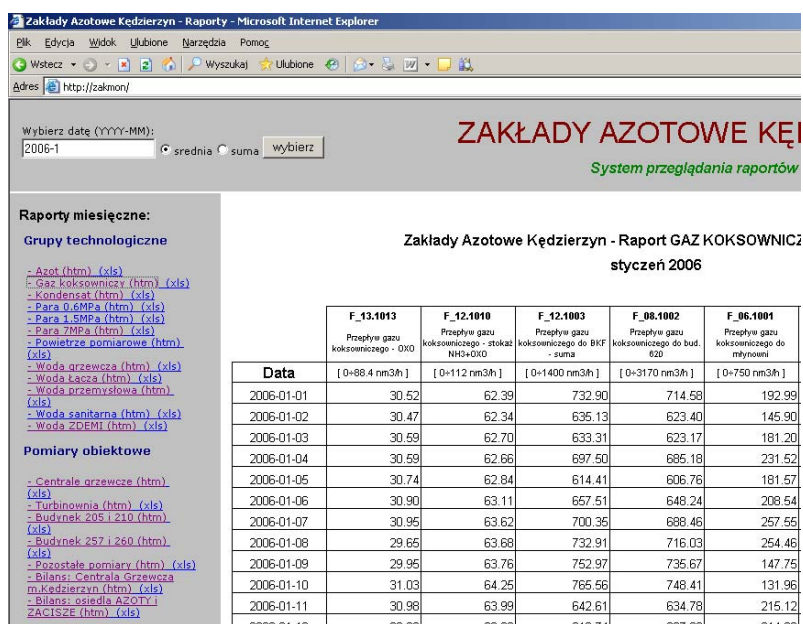 Zakłady Azotowe Kędzierzyn - Raporty - Microsoft Internet Explorer
Plik Edycja Widok Ulubione Narzędzia Pomoc
Wstecz Wyszukaj Ulubione
Adres http://zakmon/
Wybierz datę (YYYY-MM):
2006-1 srednia suma wybierz
ZAKŁADY AZOTOWE KĘ
System przeglądania raportów
Raporty miesięczne:
Grupy technologiczne
- Azot (htm) (xls)
- Gaz koksowniczy (htm) (xls)
- Kondensat (htm) (xls)
- Para 0.6MPa (htm) (xls)
- Para 1.5MPa (htm) (xls)
- Para 7MPa (htm) (xls)
- Powietrze pomiarowe (htm)
(xls)
- Woda grzewcza (htm) (xls)
- Woda Łącza (htm) (xls)
- Woda przemysłowa (htm)
(xls)
- Woda sanitarna (htm) (xls)
- Woda ZDEMI (htm) (xls)
Pomiary obiektowe
- Centrale grzewcze (htm)
(xls)
- Turbinownia (htm) (xls)
- Budynek 205 i 210 (htm)
(xls)
- Budynek 257 i 260 (htm)
(xls)
- Pozostałe pomiary (htm) (xls)
- Bilans: Centrala Grzewcza
m.Kędzierzyn (htm) (xls)
- Bilans: osiedla AZOTY i
ZACISZE (htm) (xls)
Zakłady Azotowe Kędzierzyn - Raport GAZ KOKSOWNICZ
styczeń 2006
F_13.1013 F_12.1010 F_12.1003 F_08.1002 F_06.1001
Przepływ gazu Przepływ gazu Przepływ gazu Przepływ gazu Przepływ gazu
koksowniczego - OXO koksowniczego - stokaż koksowniczego do BKF koksowniczego do bud. koksowniczego do
NH3+OXO - suma 620 młynowni
Data [ 0÷88.4 nm3/h ] [ 0÷112 nm3/h ] [ 0÷1400 nm3/h ] [ 0÷3170 nm3/h ] [ 0÷750 nm3/h ]
2006-01-01 30.52 62.39 732.90 714.58 192.99
2006-01-02 30.47 62.34 635.13 623.40 145.90
2006-01-03 30.59 62.70 633.31 623.17 181.20
2006-01-04 30.59 62.66 697.50 685.18 231.52
2006-01-05 30.74 62.84 614.41 606.76 181.57
2006-01-06 30.90 63.11 657.51 648.24 208.54
2006-01-07 30.95 63.62 700.35 688.46 257.55
2006-01-08 29.65 63.68 732.91 716.03 254.46
2006-01-09 29.95 63.76 752.97 735.67 147.75
2006-01-10 31.03 64.25 765.56 748.41 131.96
2006-01-11 30.98 63.99 642.61 634.78 215.12